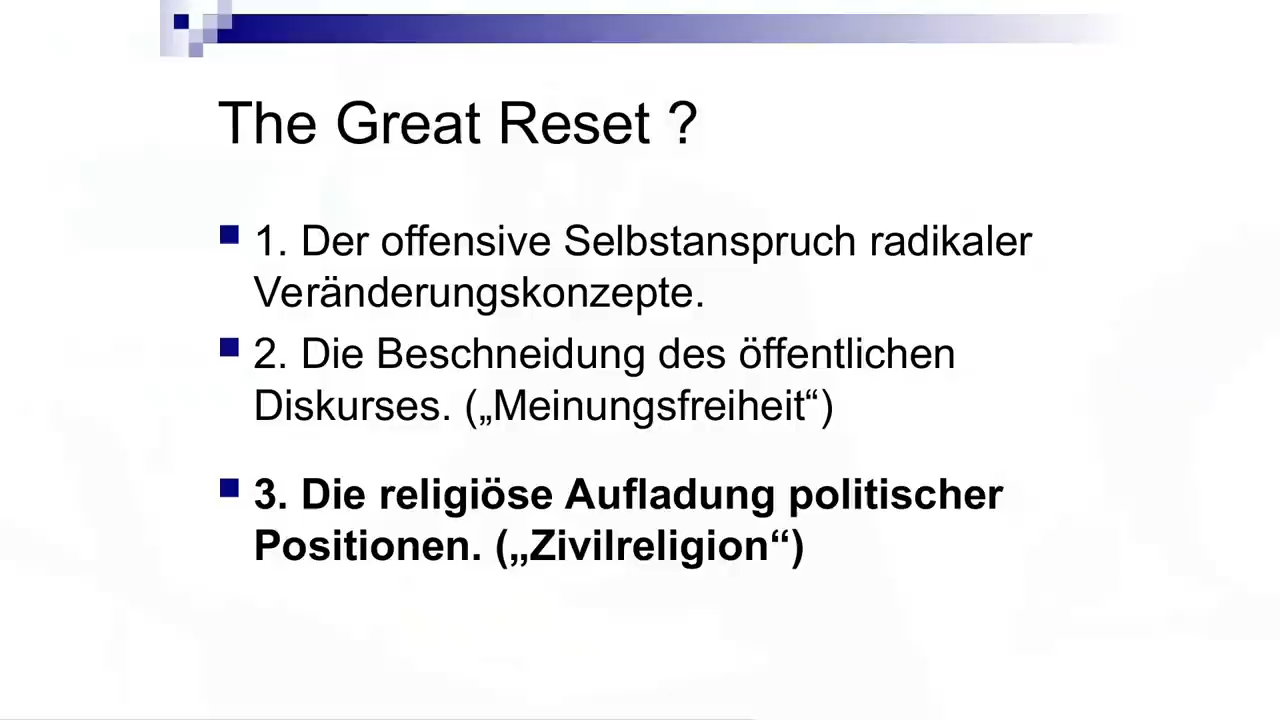 The Great Reset ?
1. Der offensive Selbstanspruch radikaler
Veränderungskonzepte.
2. Die Beschneidung des öffentlichen
Diskurses. („Meinungsfreiheit“)
3. Die religiöse Aufladung politischer
Positionen. („Zivilreligion“)